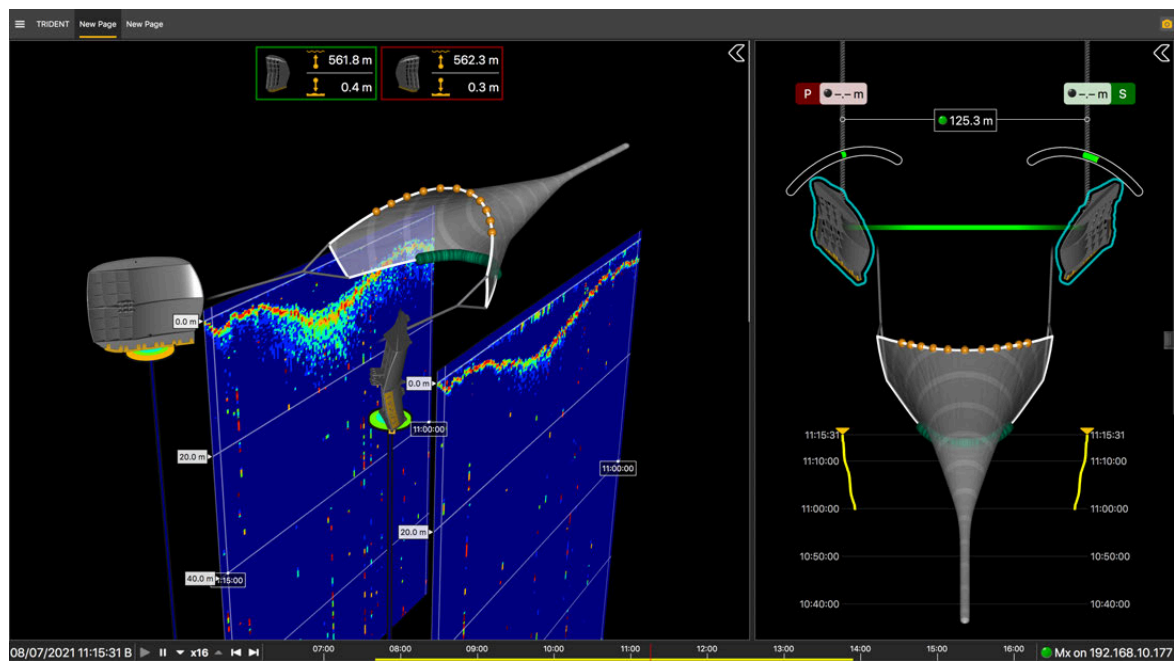 TRIDENT New Page New Page
561.8 m 562.3 m
0.4 m 0.3 m
0.0 m
0.0 m
11:00:00
20.0 m
11:00:00
20.0 m
40.0 m
11:15:00
P -.- m -.- m S
125.3 m
11:15:31 11:15:31
11:10:00 11:10:00
11:00:00 11:00:00
10:50:00 10:50:00
10:40:00 10:40:00
08/07/2021 11:15:31 B x16 07:00 08:00 09:00 10:00 11:00 12:00 13:00 14:00 15:00 16:00 Mx on 192.168.10.177